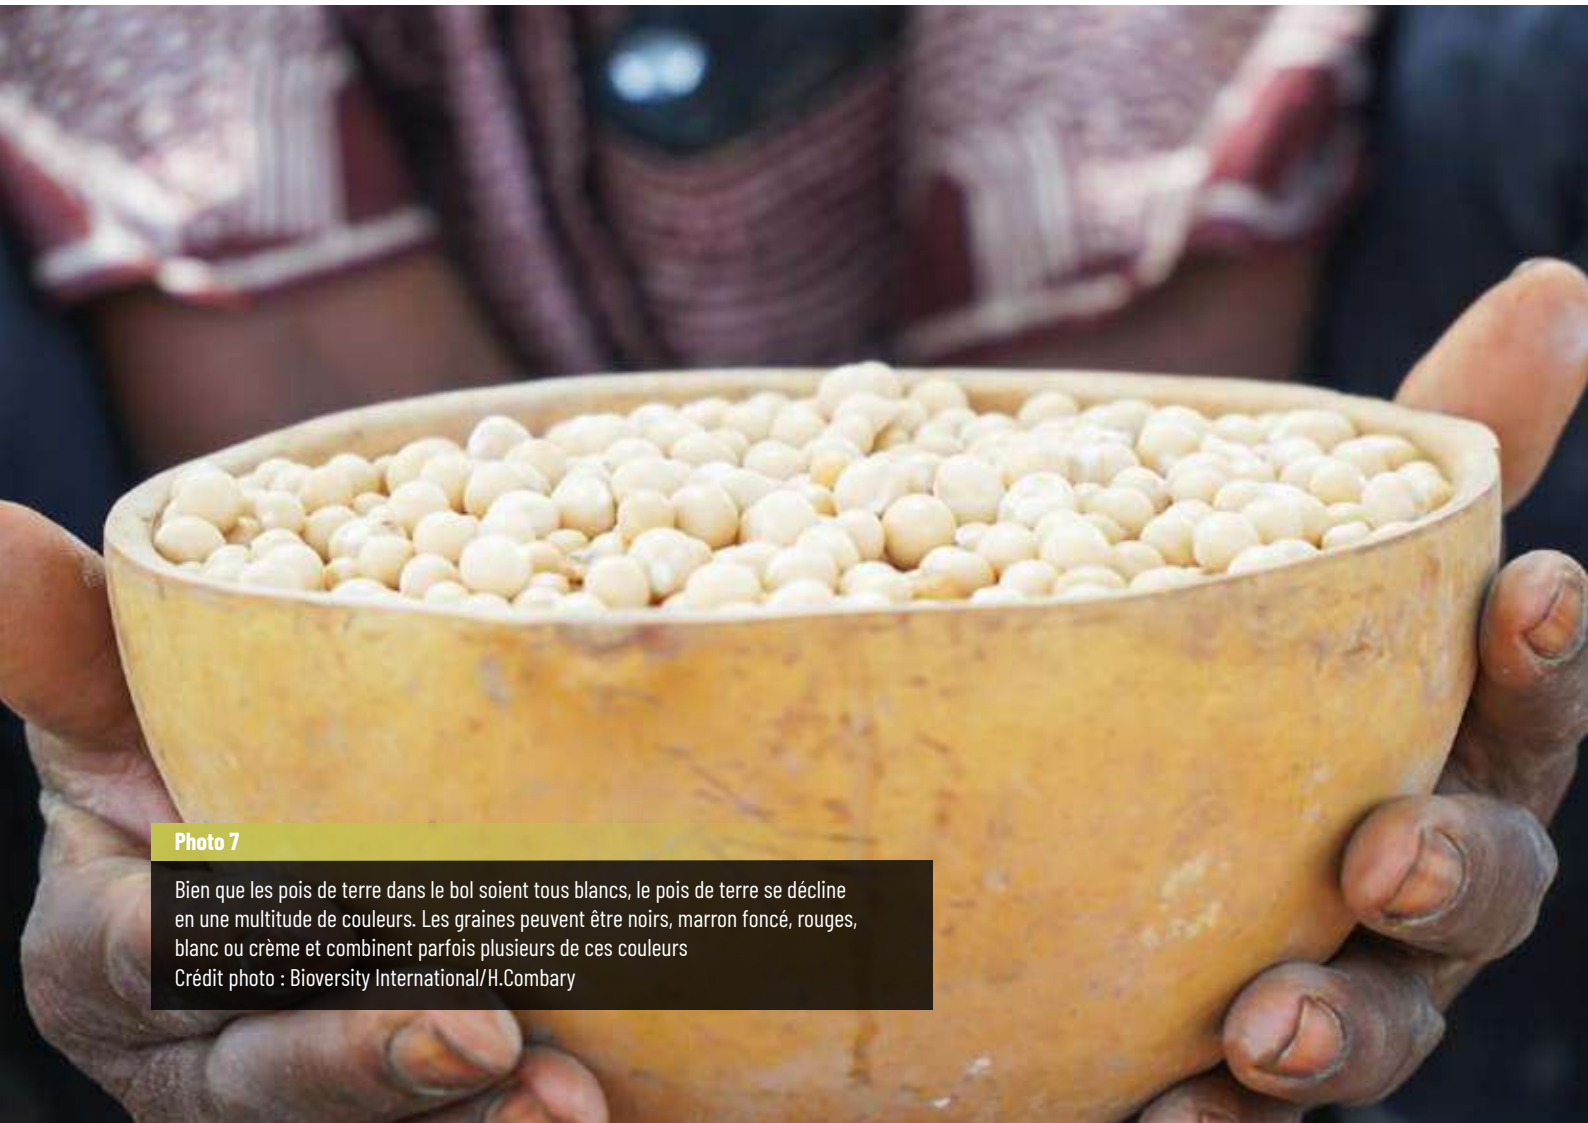 Photo 7
Bien que les pois de terre dans le bol soient tous blancs, le pois de terre se décline
en une multitude de couleurs. Les graines peuvent être noirs, marron foncé, rouges,
blanc ou crème et combinent parfois plusieurs de ces couleurs
Crédit photo : Bioversity International/H.Combary